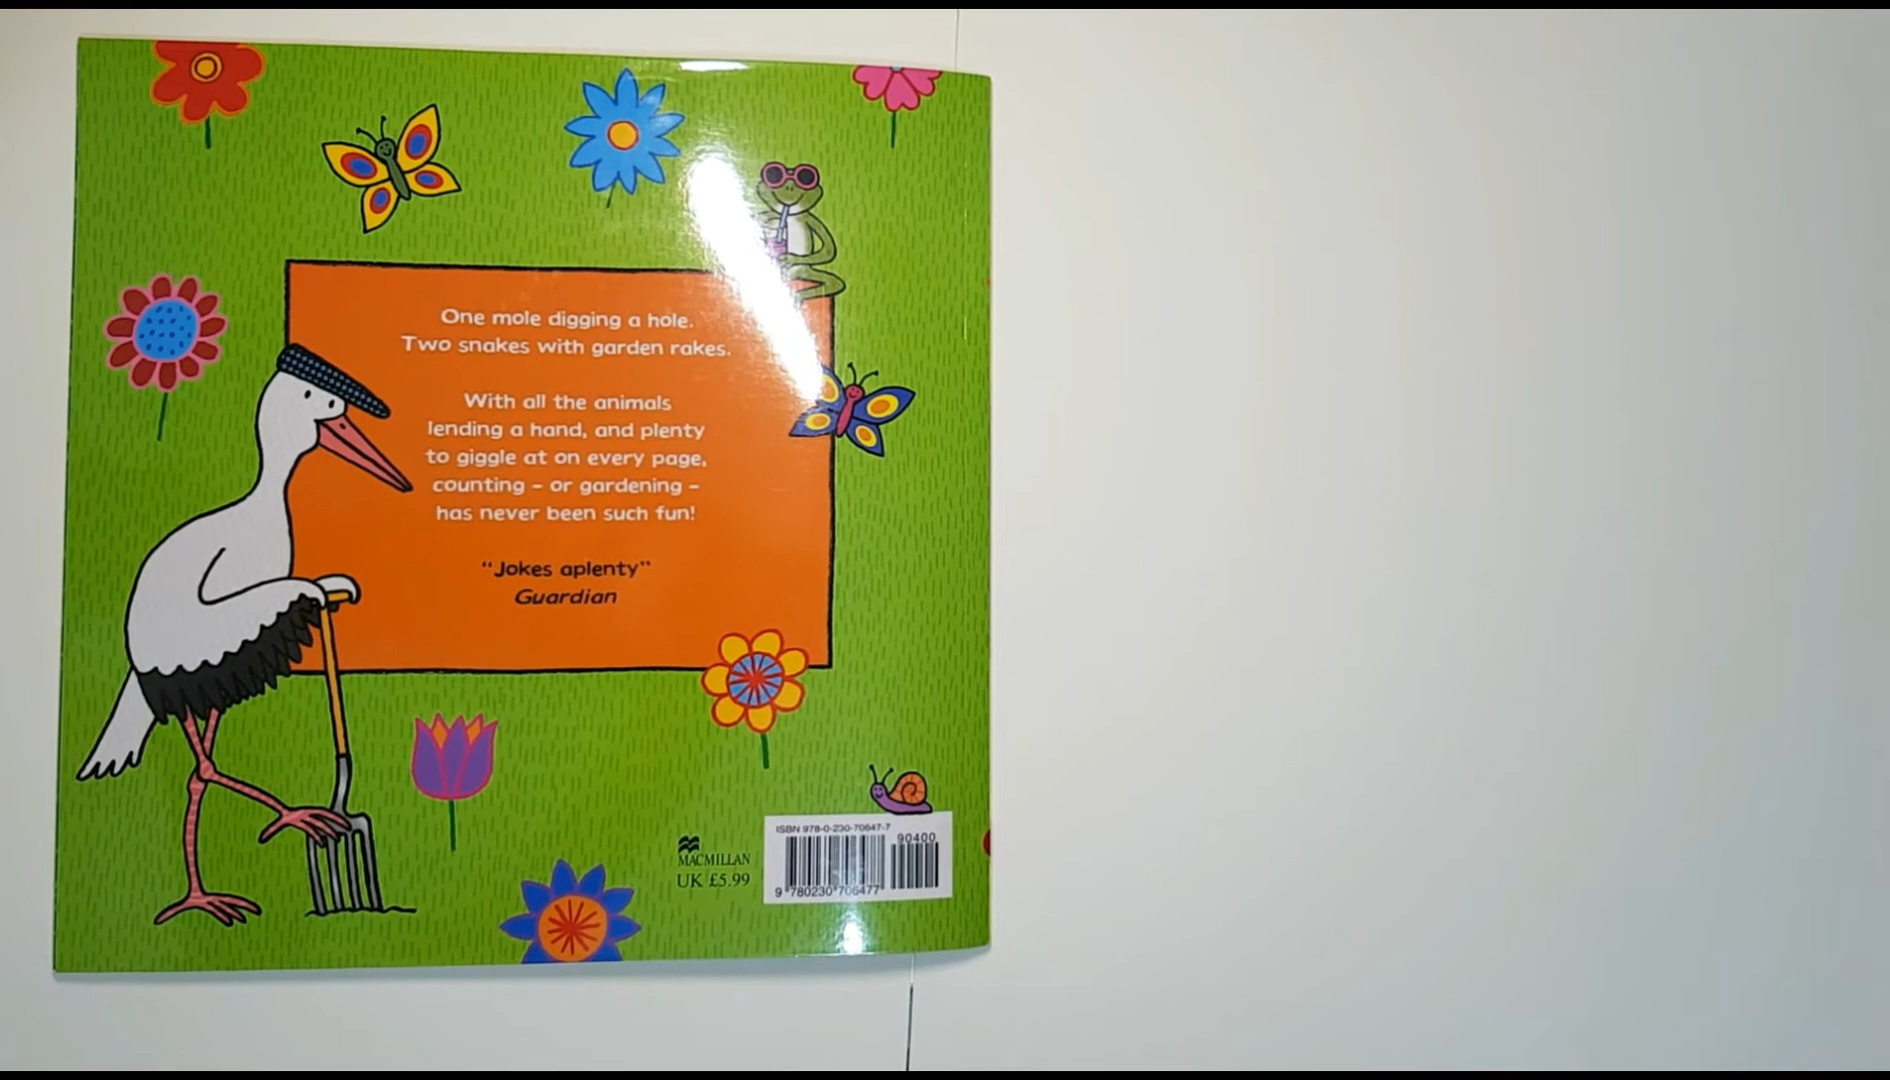 One mole digging a hole.
Two snakes with garden rakes.
With all the animals
lending a hand, and plenty
to giggle at on every page,
counting – or gardening –
has never been such fun!
“Jokes aplenty”
Guardian
MACMILLAN
UK £5.99
ISBN 978-0-230-70647-7
90400
9 780230 706477